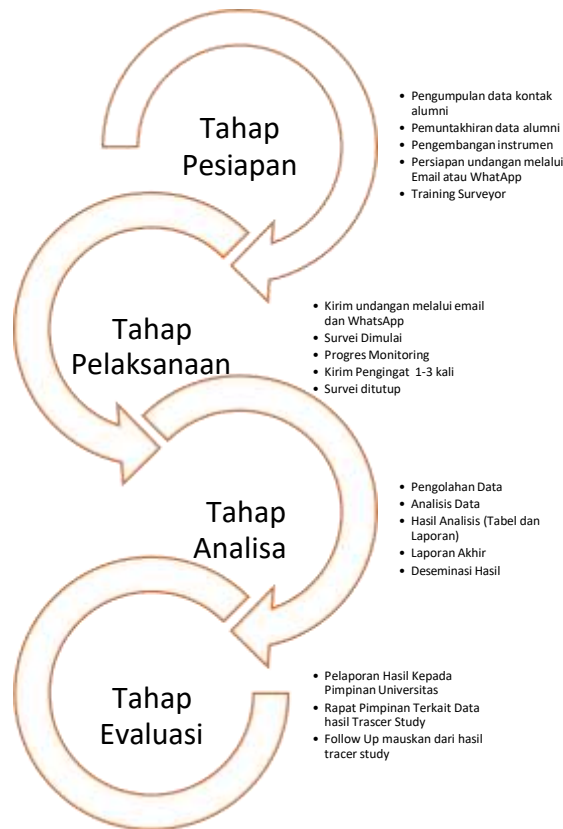 Tahap
Pesiapan
• Pengumpulan data kontak
alumni
• Pemuntakhiran data alumni
• Pengembangan instrumen
• Persiapan undangan melalui
Email atau WhatApp
• Training Surveyor
Tahap
Pelaksanaan
• Kirim undangan melalui email
dan WhatsApp
• Survei Dimulai
• Progres Monitoring
• Kirim Pengingat 1-3 kali
• Survei ditutup
Tahap
Analisa
• Pengolahan Data
• Analisis Data
• Hasil Analisis (Tabel dan
Laporan)
• Laporan Akhir
• Deseminasi Hasil
Tahap
Evaluasi
• Pelaporan Hasil Kepada
Pimpinan Universitas
• Rapat Pimpinan Terkait Data
hasil Trascer Study
• Follow Up mauskan dari hasil
tracer study